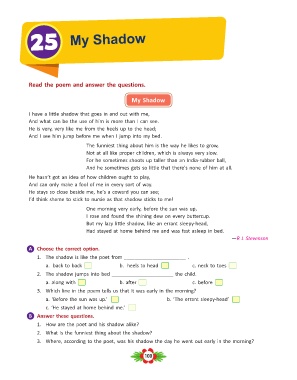 25 My Shadow
Read the poem and answer the questions.
My Shadow
I have a little shadow that goes in and out with me,
And what can be the use of him is more than I can see.
He is very, very like me from the heels up to the head;
And I see him jump before me when I jump into my bed.
The funniest thing about him is the way he likes to grow,
Not at all like proper children, which is always very slow.
For he sometimes shoots up taller than an India-rubber ball,
And he sometimes gets so little that there's none of him at all.
He hasn't got an idea of how children ought to play,
And can only make a fool of me in every sort of way.
He stays so close beside me, he's a coward you can see;
I'd think shame to stick to nursie as that shadow sticks to me!
One morning very early, before the sun was up,
I rose and found the shining dew on every buttercup.
But my lazy little shadow, like an errant sleepy-head,
Had stayed at home behind me and was fast asleep in bed.
—R L Stevenson
A Choose the correct option.
1. The shadow is like the poet from ____________________ .
a. back to back b. heels to head c. neck to toes
2. The shadow jumps into bed ____________________ the child.
a. along with b. after c. before
3. Which line in the poem tells us that it was early in the morning?
a. 'Before the sun was up.' b. 'The errant sleepy-head'
c. 'He stayed at home behind me.'
B Answer these questions.
1. How are the poet and his shadow alike?
2. What is the funniest thing about the shadow?
3. Where, according to the poet, was his shadow the day he went out early in the morning?
100